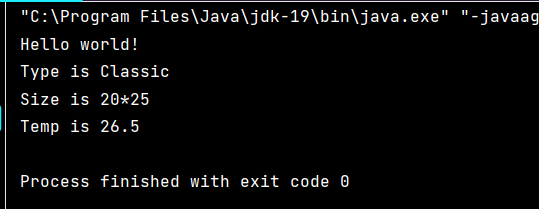 "C:\Program Files\Java\jdk-19\bin\java.exe" "-javaag
Hello world!
Type is Classic
Size is 20*25
Temp is 26.5
Process finished with exit code 0